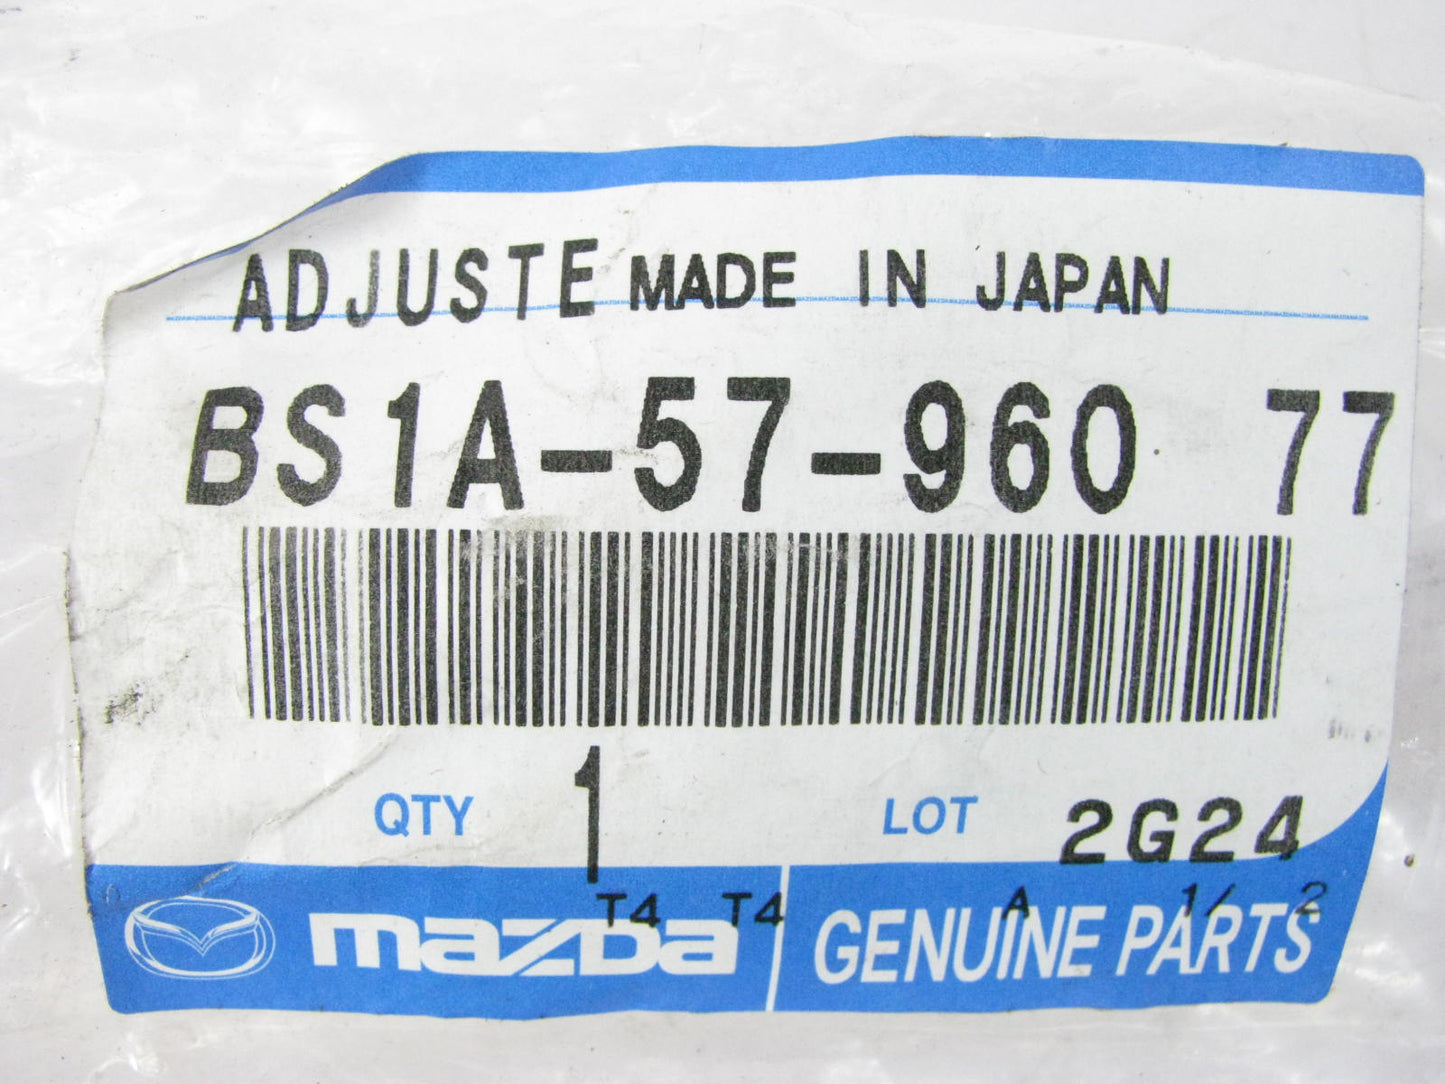 ADJUSTE MADE IN JAPAN
BS1A-57-960 77
QTY 1 LOT 2G24
T4 T4 A 1/ 2
mazda GENUINE PARTS